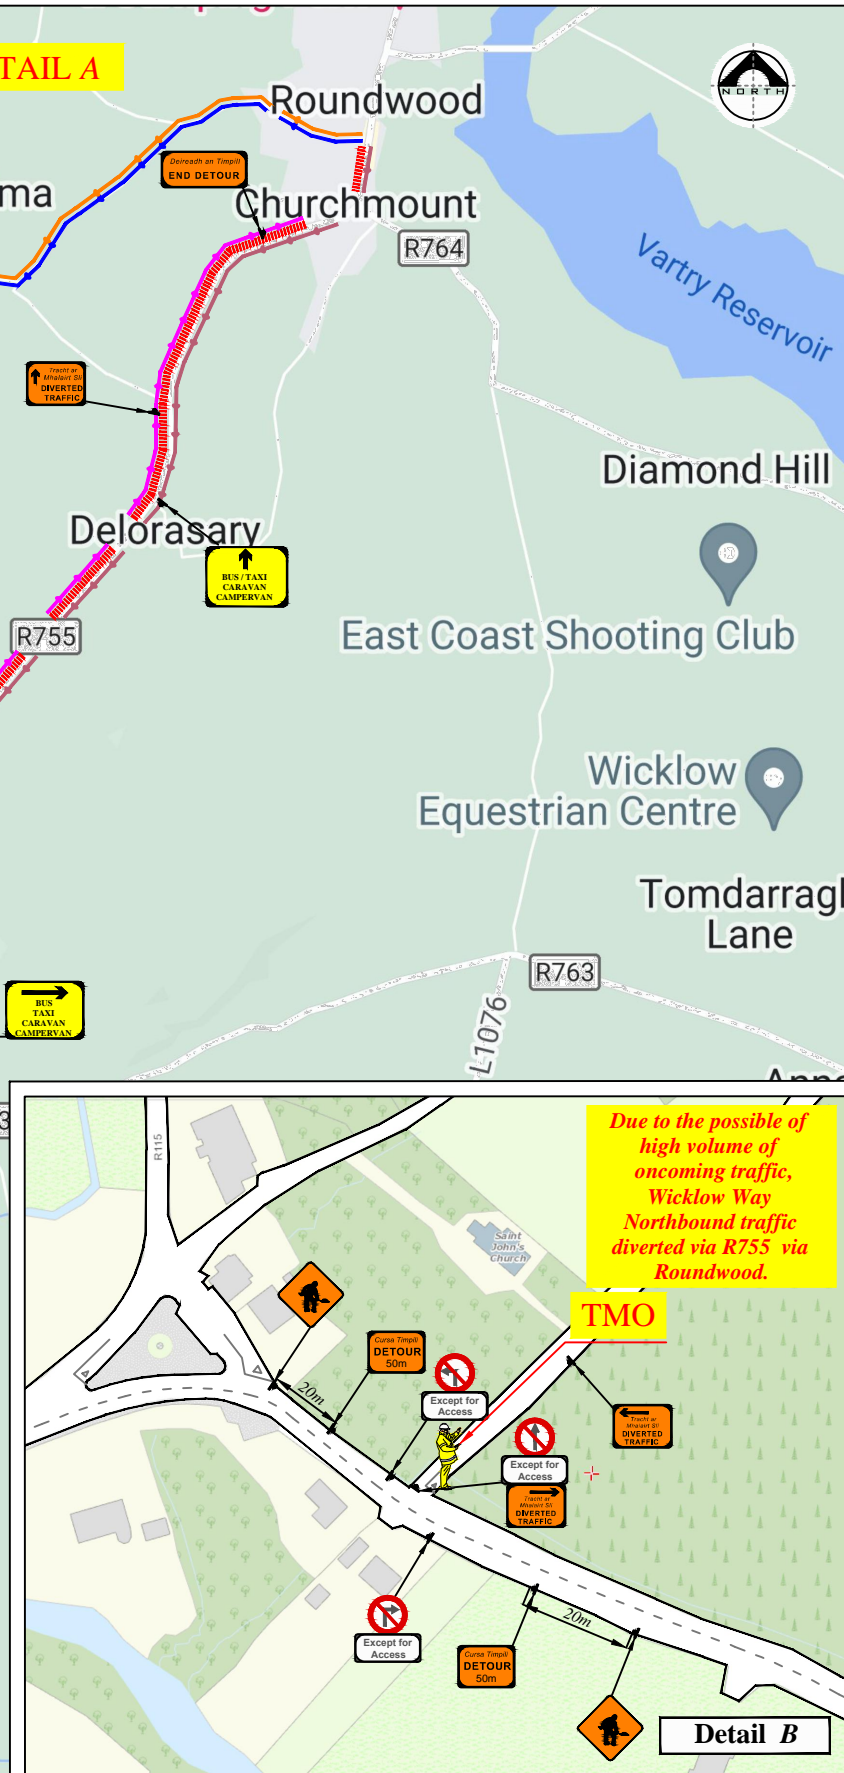 TAIL A
Roundwood
NORTH
Deireadh an Timpill
END DETOUR
ma
Churchmount
R764
Vartry Reservoir
Tracht ar
Mhalairt Slí
DIVERTED
TRAFFIC
Diamond Hill
Delorasary
BUS / TAXI
CARAVAN
CAMPERVAN
R755
East Coast Shooting Club
Wicklow
Equestrian Centre
Tomdarragh
Lane
R763
BUS
TAXI
CARAVAN
CAMPERVAN
L1076
3
R115
Due to the possible of
high volume of
oncoming traffic,
Wicklow Way
Northbound traffic
diverted via R755 via
Roundwood.
Saint
John's
Church
TMO
Cursa Timpill
DETOUR
50m
20m
Except for
Access
Tracht ar
Mhalairt Slí
DIVERTED
TRAFFIC
Except for
Access
Tracht ar
Mhalairt Slí
DIVERTED
TRAFFIC
Except for
Access
20m
Cursa Timpill
DETOUR
50m
Detail B